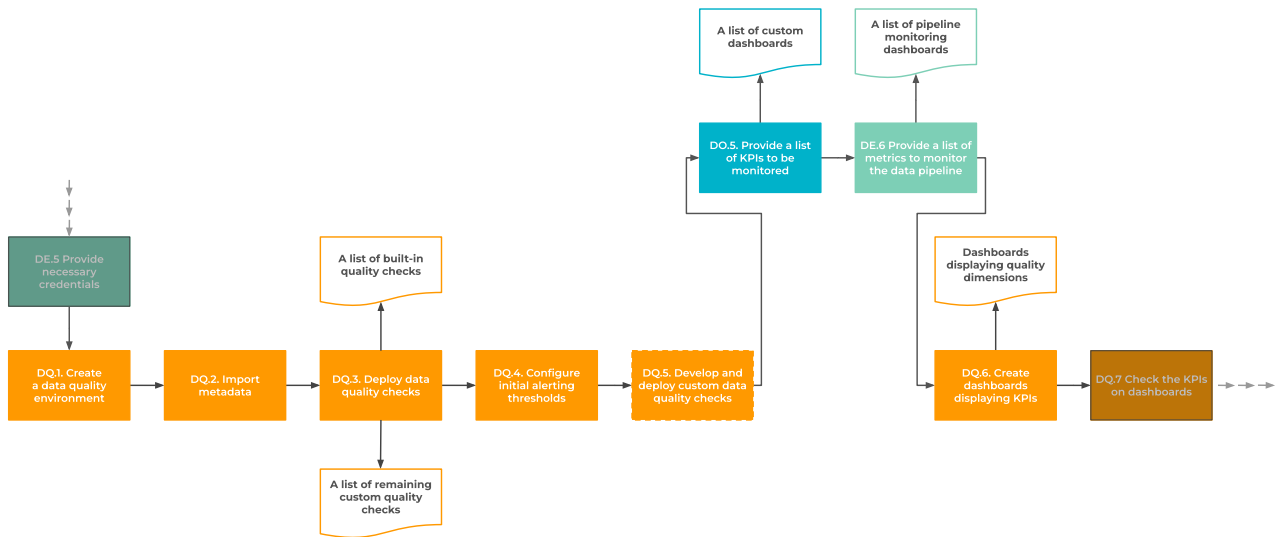 A list of custom
dashboards
A list of pipeline
monitoring
dashboards
DO.5. Provide a list
of KPIs to be
monitored
DE.6 Provide a list of
metrics to monitor
the data pipeline
DE.5 Provide
necessary
credentials
A list of built-in
quality checks
Dashboards
displaying quality
dimensions
DQ.1. Create
a data quality
environment
DQ.2. Import
metadata
DQ.3. Deploy data
quality checks
DQ.4. Configure
initial alerting
thresholds
DQ.5. Develop and
deploy custom data
quality checks
DQ.6. Create
dashboards
displaying KPIs
DQ.7 Check the KPIs
on dashboards
A list of remaining
custom quality
checks